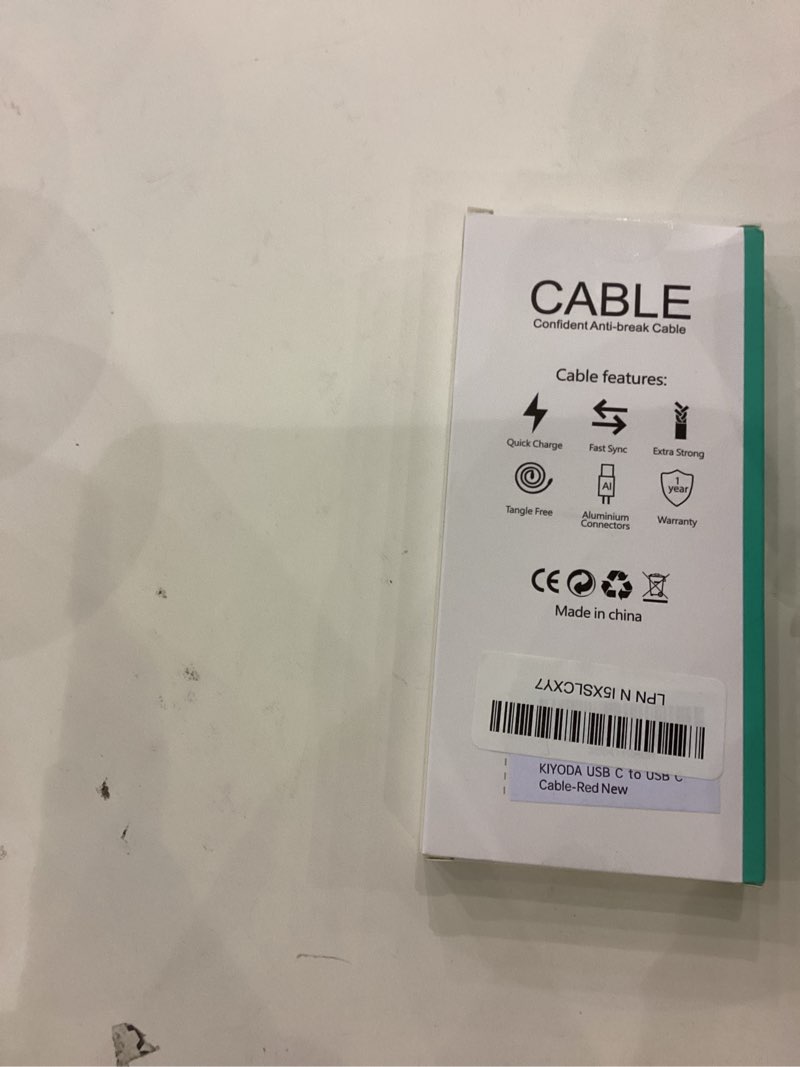 CABLE
Confident Anti-break Cable
Cable features:
Quick Charge
Fast Sync
Extra Strong
AI
1
year
Tangle Free
Aluminium
Connectors
Warranty
CE
Made in china
LPN N I5XSLCXY7
KIYODA USB C to USB C
Cable-Red New